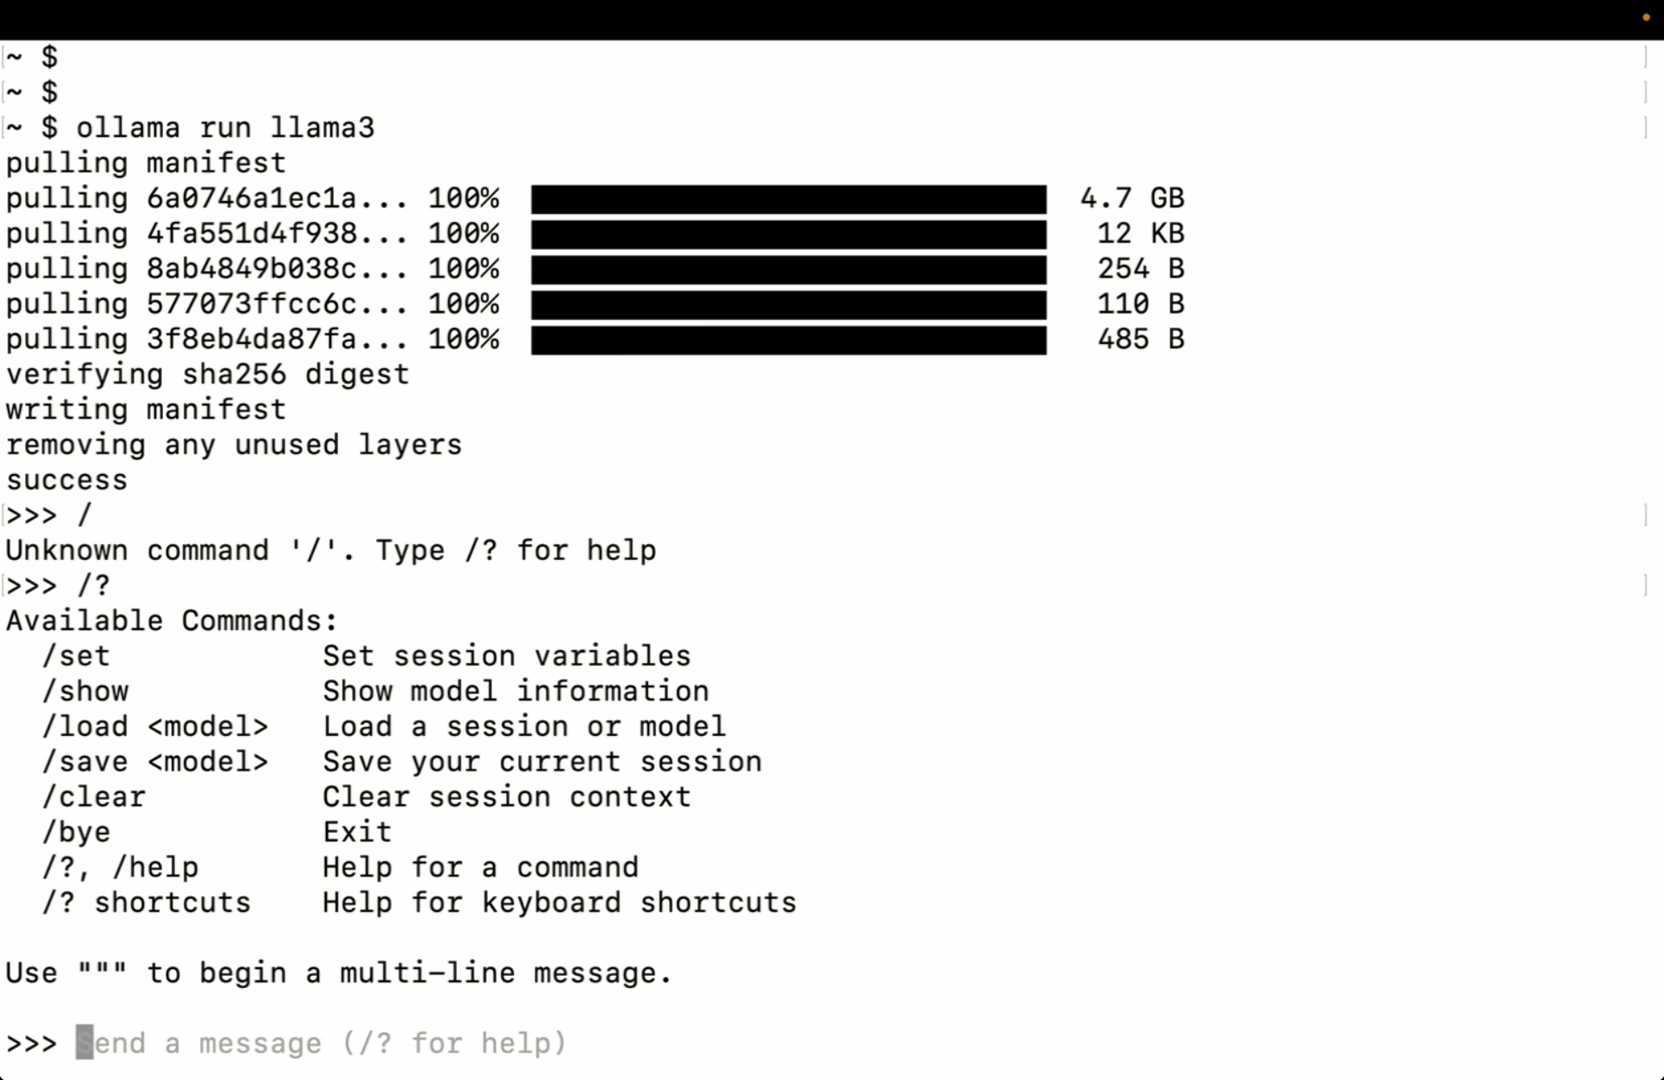 ~ $
~ $
~ $ ollama run llama3
pulling manifest
pulling 6a0746a1ec1a... 100% 4.7 GB
pulling 4fa551d4f938... 100% 12 KB
pulling 8ab4849b038c... 100% 254 B
pulling 577073ffcc6c... 100% 110 B
pulling 3f8eb4da87fa... 100% 485 B
verifying sha256 digest
writing manifest
removing any unused layers
success
>>> /
Unknown command '/'. Type /? for help
>>> /?
Available Commands:
  /set            Set session variables
  /show           Show model information
  /load <model>   Load a session or model
  /save <model>   Save your current session
  /clear          Clear session context
  /bye            Exit
  /?, /help       Help for a command
  /? shortcuts    Help for keyboard shortcuts
Use """ to begin a multi-line message.
>>> Send a message (/? for help)